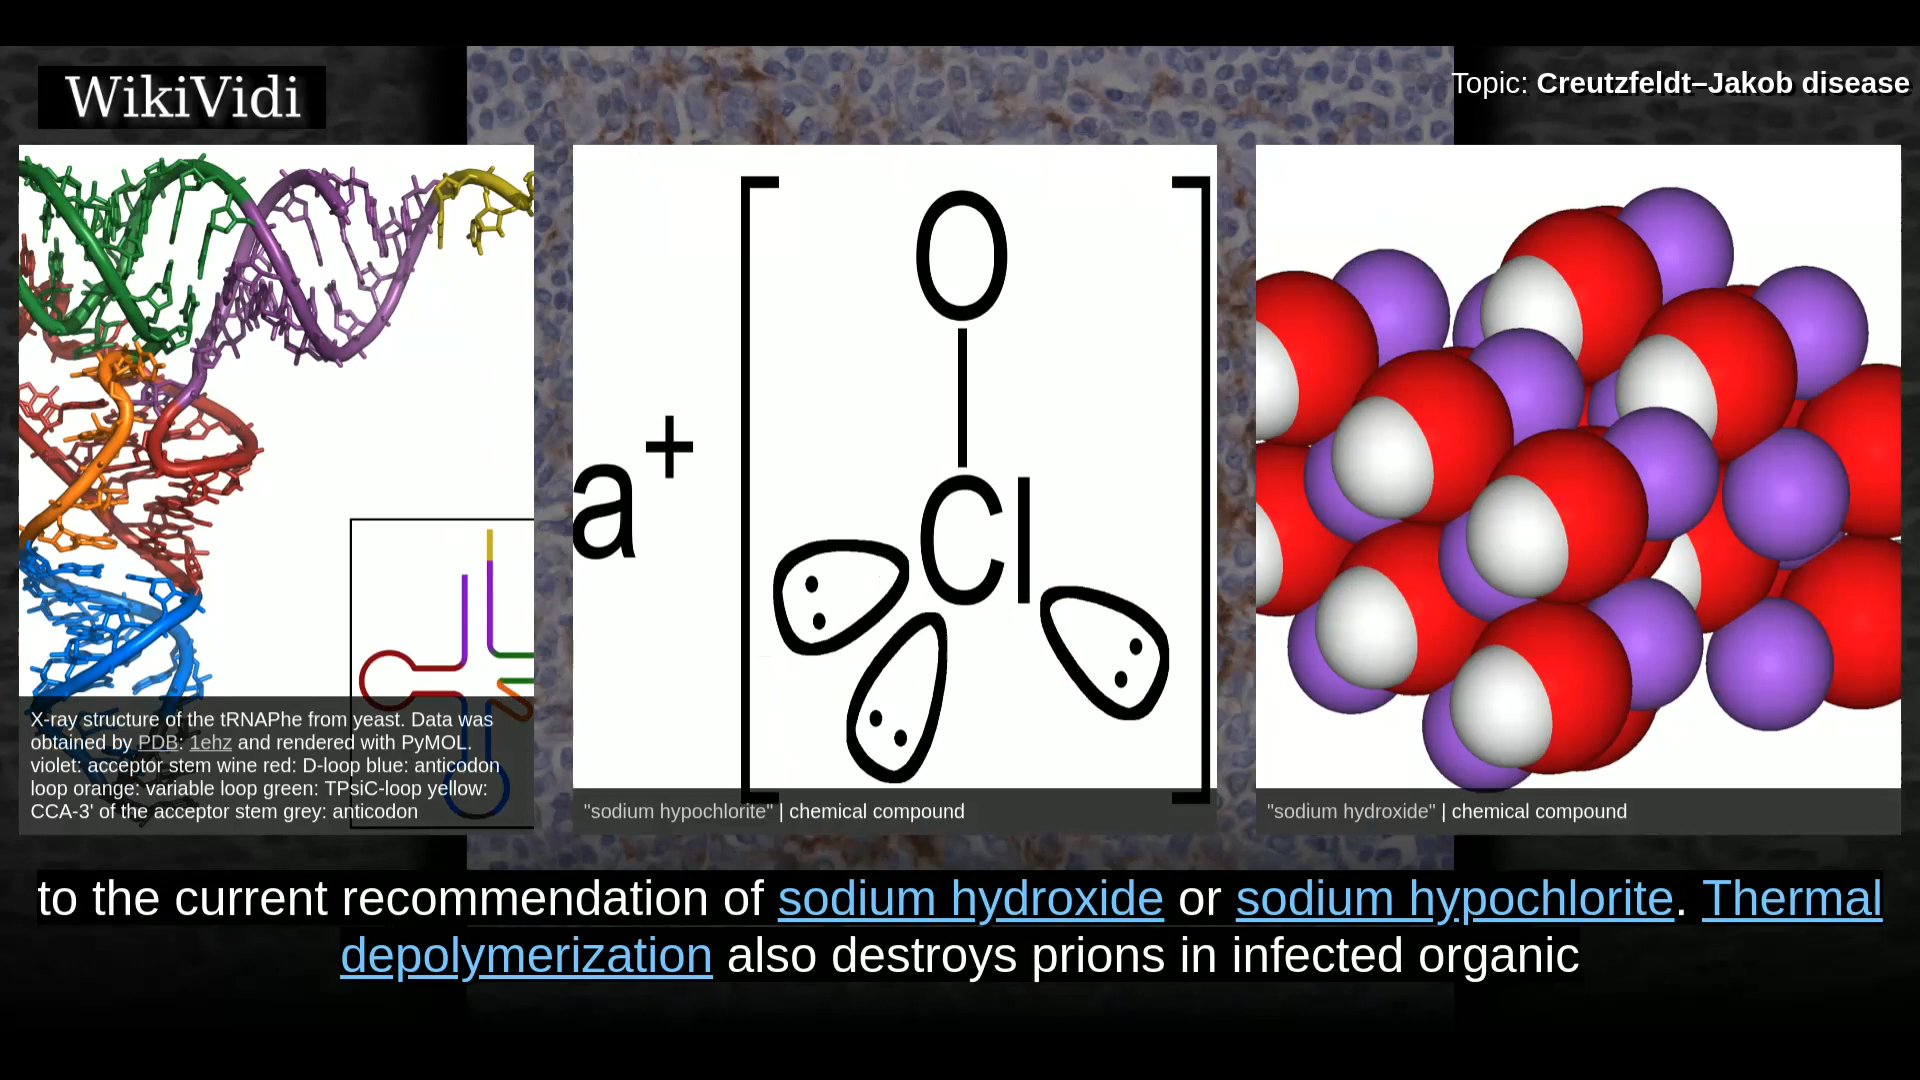 WikiVidi
Topic: Creutzfeldt–Jakob disease
X-ray structure of the tRNAPhe from yeast. Data was
obtained by PDB: 1ehz and rendered with PyMOL.
violet: acceptor stem wine red: D-loop blue: anticodon
loop orange: variable loop green: TPsiC-loop yellow:
CCA-3' of the acceptor stem grey: anticodon
a+
O
Cl
"sodium hypochlorite" | chemical compound
"sodium hydroxide" | chemical compound
to the current recommendation of sodium hydroxide or sodium hypochlorite. Thermal
depolymerization also destroys prions in infected organic